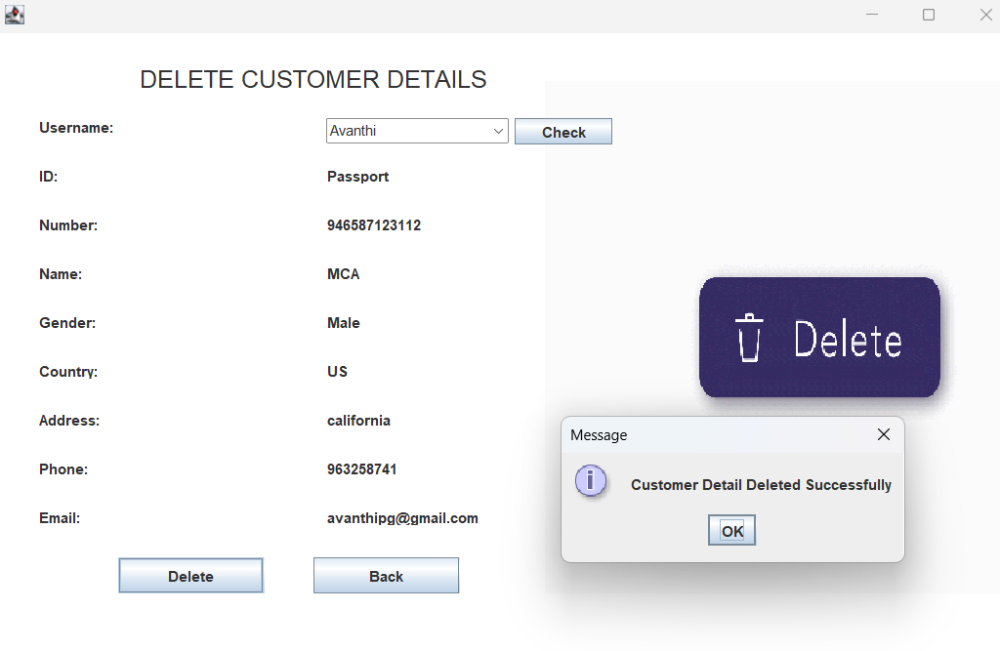 DELETE CUSTOMER DETAILS
Username: Avanthi Check
ID: Passport
Number: 946587123112
Name: MCA
Gender: Male
Country: US
Address: california
Phone: 963258741
Email: avanthipg@gmail.com
Delete Back
Delete
Message
Customer Detail Deleted Successfully
OK